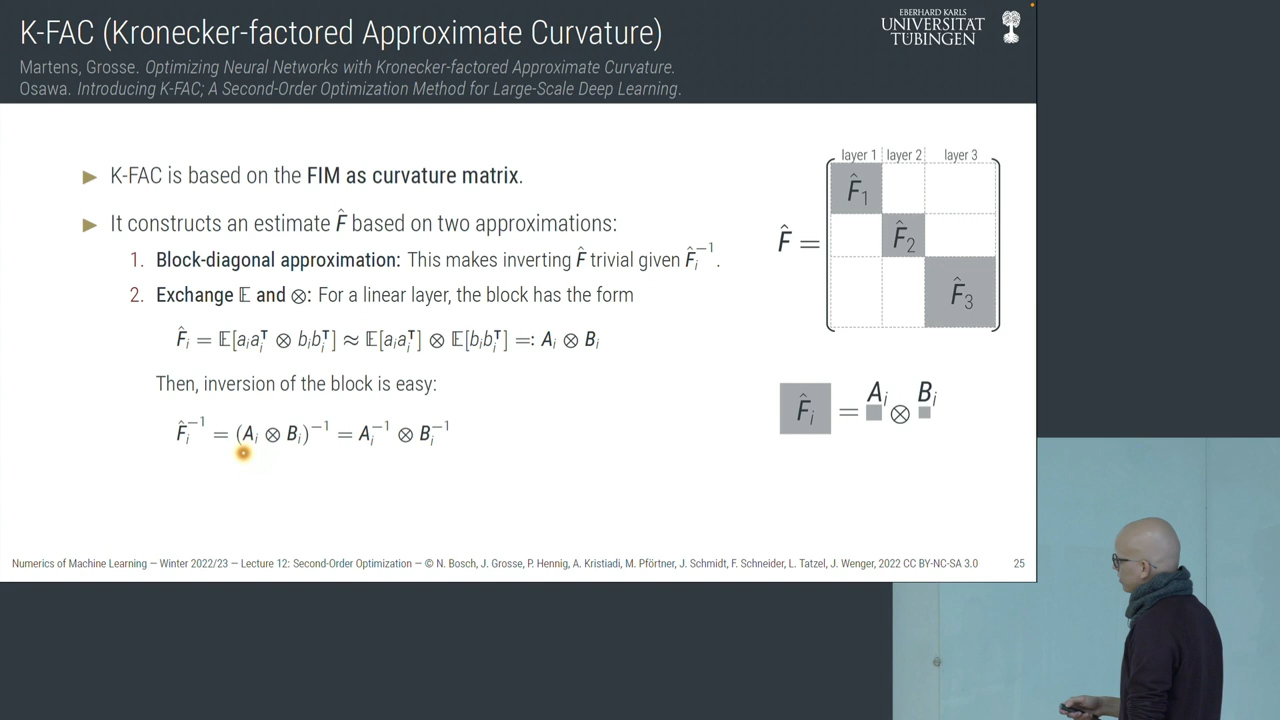 K-FAC (Kronecker-factored Approximate Curvature)
Martens, Grosse. Optimizing Neural Networks with Kronecker-factored Approximate Curvature.
Osawa. Introducing K-FAC; A Second-Order Optimization Method for Large-Scale Deep Learning.
EBERHARD KARLS
UNIVERSITÄT
TÜBINGEN
▶ K-FAC is based on the FIM as curvature matrix.
▶ It constructs an estimate F̂ based on two approximations:
1. Block-diagonal approximation: This makes inverting F̂ trivial given F̂ᵢ⁻¹.
2. Exchange 𝔼 and ⊗: For a linear layer, the block has the form
F̂ᵢ = 𝔼[aᵢaᵢᵀ ⊗ bᵢbᵢᵀ] ≈ 𝔼[aᵢaᵢᵀ] ⊗ 𝔼[bᵢbᵢᵀ] =: Aᵢ ⊗ Bᵢ
Then, inversion of the block is easy:
F̂ᵢ⁻¹ = (Aᵢ ⊗ Bᵢ)⁻¹ = Aᵢ⁻¹ ⊗ Bᵢ⁻¹
layer 1 layer 2 layer 3
F̂₁
F̂ = F̂₂
F̂₃
F̂ᵢ = Aᵢ ⊗ Bᵢ
Numerics of Machine Learning — Winter 2022/23 — Lecture 12: Second-Order Optimization — © N. Bosch, J. Grosse, P. Hennig, A. Kristiadi, M. Pförtner, J. Schmidt, F. Schneider, L. Tatzel, J. Wenger, 2022 CC BY-NC-SA 3.0 25